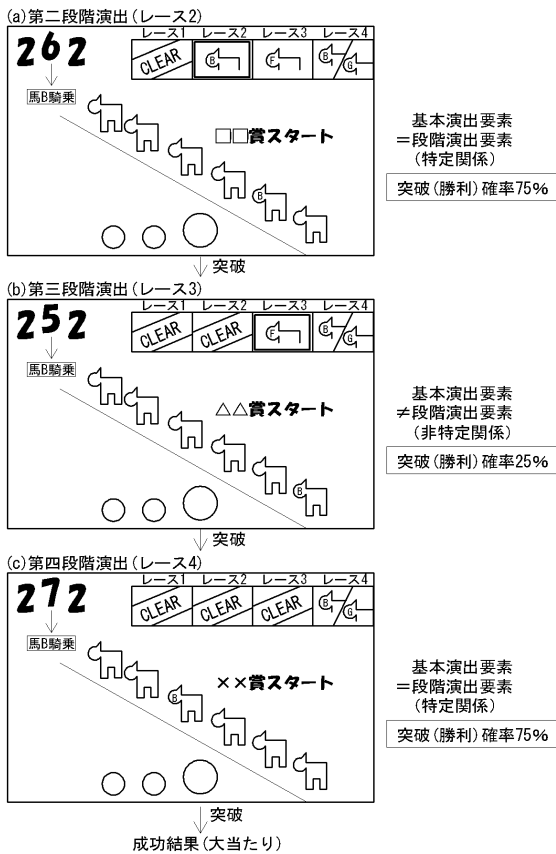 (a)第二段階演出(レース2)
262
レース1 レース2 レース3 レース4
CLEAR B F B G
馬B騎乗
□□賞スタート
B
基本演出要素
=段階演出要素
(特定関係)
突破(勝利)確率75%
突破
(b)第三段階演出(レース3)
252
レース1 レース2 レース3 レース4
CLEAR CLEAR F B G
馬B騎乗
△△賞スタート
B
基本演出要素
≠段階演出要素
(非特定関係)
突破(勝利)確率25%
突破
(c)第四段階演出(レース4)
272
レース1 レース2 レース3 レース4
CLEAR CLEAR CLEAR B G
馬B騎乗
××賞スタート
B
基本演出要素
=段階演出要素
(特定関係)
突破(勝利)確率75%
突破
成功結果(大当たり)